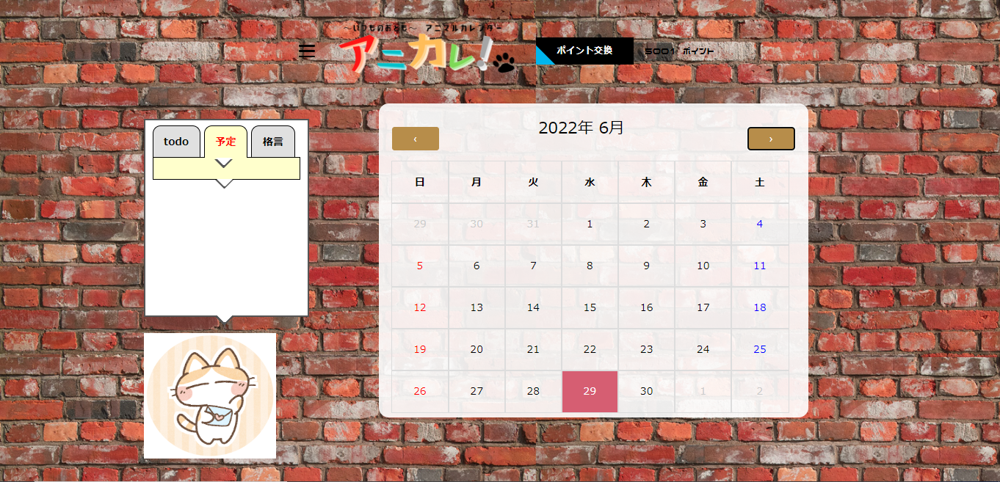 ～いつものおとも～ アニマルカレンダー
アニカレ!
ポイント交換
5001 ポイント
todo 予定 格言
2022年 6月
‹ ›
日 月 火 水 木 金 土
29 30 31 1 2 3 4
5 6 7 8 9 10 11
12 13 14 15 16 17 18
19 20 21 22 23 24 25
26 27 28 29 30 1 2